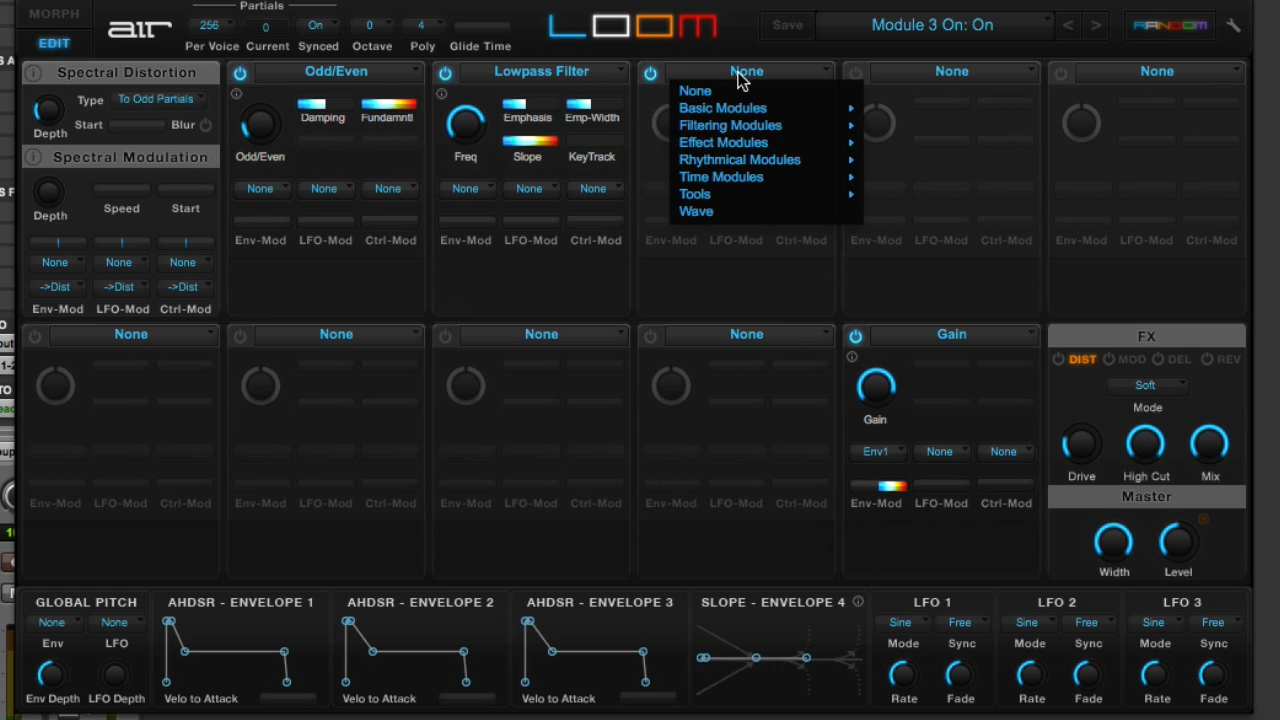 MORPH
EDIT
aır
Partials
256 0 On 0 4
Per Voice Current Synced Octave Poly Glide Time
LOOM
Save
Module 3 On: On
< >
RANDOM
Spectral Distortion
Type To Odd Partials
Depth
Start Blur
Spectral Modulation
Depth Speed Start
None None None
->Dist ->Dist ->Dist
Env-Mod LFO-Mod Ctrl-Mod
Odd/Even
Damping Fundamntl
Odd/Even
None None None
Env-Mod LFO-Mod Ctrl-Mod
Lowpass Filter
Emphasis Emp-Width
Freq Slope KeyTrack
None None None
Env-Mod LFO-Mod Ctrl-Mod
None
None
Basic Modules
Filtering Modules
Effect Modules
Rhythmical Modules
Time Modules
Tools
Wave
Env-Mod LFO-Mod Ctrl-Mod
None
Env-Mod LFO-Mod Ctrl-Mod
None
Env-Mod LFO-Mod Ctrl-Mod
None
Env-Mod LFO-Mod Ctrl-Mod
None
Env-Mod LFO-Mod Ctrl-Mod
None
Env-Mod LFO-Mod Ctrl-Mod
None
Env-Mod LFO-Mod Ctrl-Mod
Gain
Gain
Env1 None None
Env-Mod LFO-Mod Ctrl-Mod
FX
DIST MOD DEL REV
Soft
Mode
Drive High Cut Mix
Master
Width Level
GLOBAL PITCH
None None
Env LFO
Env Depth LFO Depth
AHDSR - ENVELOPE 1
Velo to Attack
AHDSR - ENVELOPE 2
Velo to Attack
AHDSR - ENVELOPE 3
Velo to Attack
SLOPE - ENVELOPE 4
LFO 1
Sine Free
Mode Sync
Rate Fade
LFO 2
Sine Free
Mode Sync
Rate Fade
LFO 3
Sine Free
Mode Sync
Rate Fade